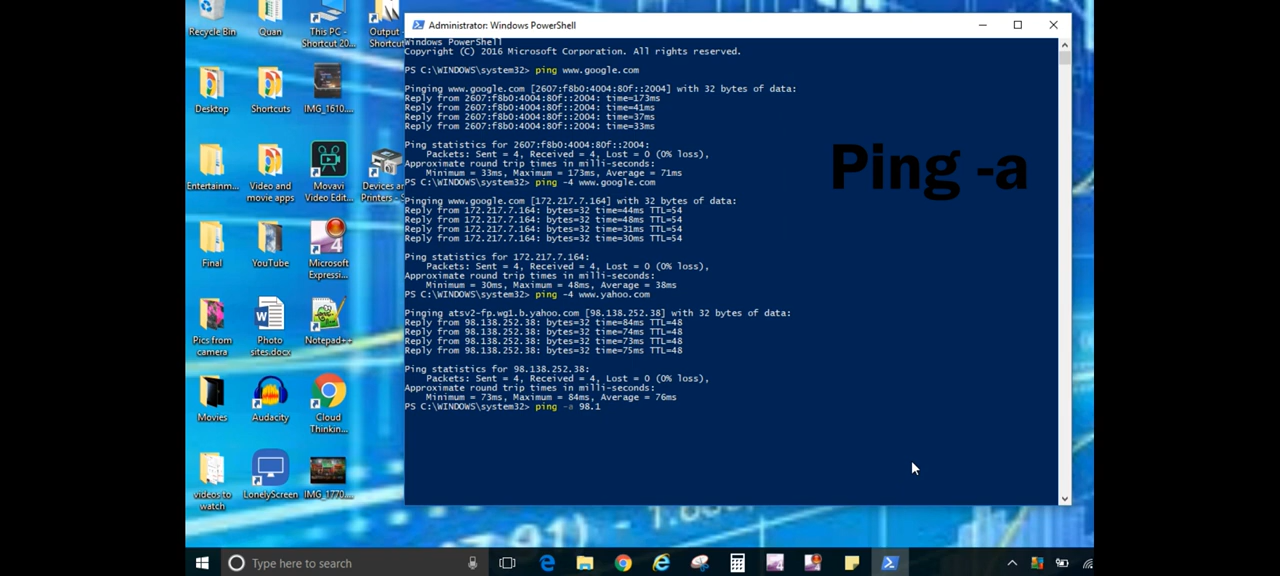 Recycle Bin
Quan
This PC -
Shortcut 20...
Output -
Shortcut
Desktop
Shortcuts
IMG_1610....
Entertainm...
Video and
movie apps
Movavi
Video Edit...
Devices an
Printers - S
Final
YouTube
Microsoft
Expressi...
Pics from
camera
Photo
sites.docx
Notepad++
Movies
Audacity
Cloud
Thinkin...
videos to
watch
LonelyScreen
IMG_1770....
Administrator: Windows PowerShell
Windows PowerShell
Copyright (C) 2016 Microsoft Corporation. All rights reserved.
PS C:\WINDOWS\system32> ping www.google.com
Pinging www.google.com [2607:f8b0:4004:80f::2004] with 32 bytes of data:
Reply from 2607:f8b0:4004:80f::2004: time=173ms
Reply from 2607:f8b0:4004:80f::2004: time=41ms
Reply from 2607:f8b0:4004:80f::2004: time=37ms
Reply from 2607:f8b0:4004:80f::2004: time=33ms
Ping statistics for 2607:f8b0:4004:80f::2004:
Packets: Sent = 4, Received = 4, Lost = 0 (0% loss),
Approximate round trip times in milli-seconds:
Minimum = 33ms, Maximum = 173ms, Average = 71ms
PS C:\WINDOWS\system32> ping -4 www.google.com
Pinging www.google.com [172.217.7.164] with 32 bytes of data:
Reply from 172.217.7.164: bytes=32 time=44ms TTL=54
Reply from 172.217.7.164: bytes=32 time=48ms TTL=54
Reply from 172.217.7.164: bytes=32 time=31ms TTL=54
Reply from 172.217.7.164: bytes=32 time=30ms TTL=54
Ping statistics for 172.217.7.164:
Packets: Sent = 4, Received = 4, Lost = 0 (0% loss),
Approximate round trip times in milli-seconds:
Minimum = 30ms, Maximum = 48ms, Average = 38ms
PS C:\WINDOWS\system32> ping -4 www.yahoo.com
Pinging atsv2-fp.wg1.b.yahoo.com [98.138.252.38] with 32 bytes of data:
Reply from 98.138.252.38: bytes=32 time=84ms TTL=48
Reply from 98.138.252.38: bytes=32 time=74ms TTL=48
Reply from 98.138.252.38: bytes=32 time=73ms TTL=48
Reply from 98.138.252.38: bytes=32 time=75ms TTL=48
Ping statistics for 98.138.252.38:
Packets: Sent = 4, Received = 4, Lost = 0 (0% loss),
Approximate round trip times in milli-seconds:
Minimum = 73ms, Maximum = 84ms, Average = 76ms
PS C:\WINDOWS\system32> ping -a 98.1
Ping -a
Type here to search